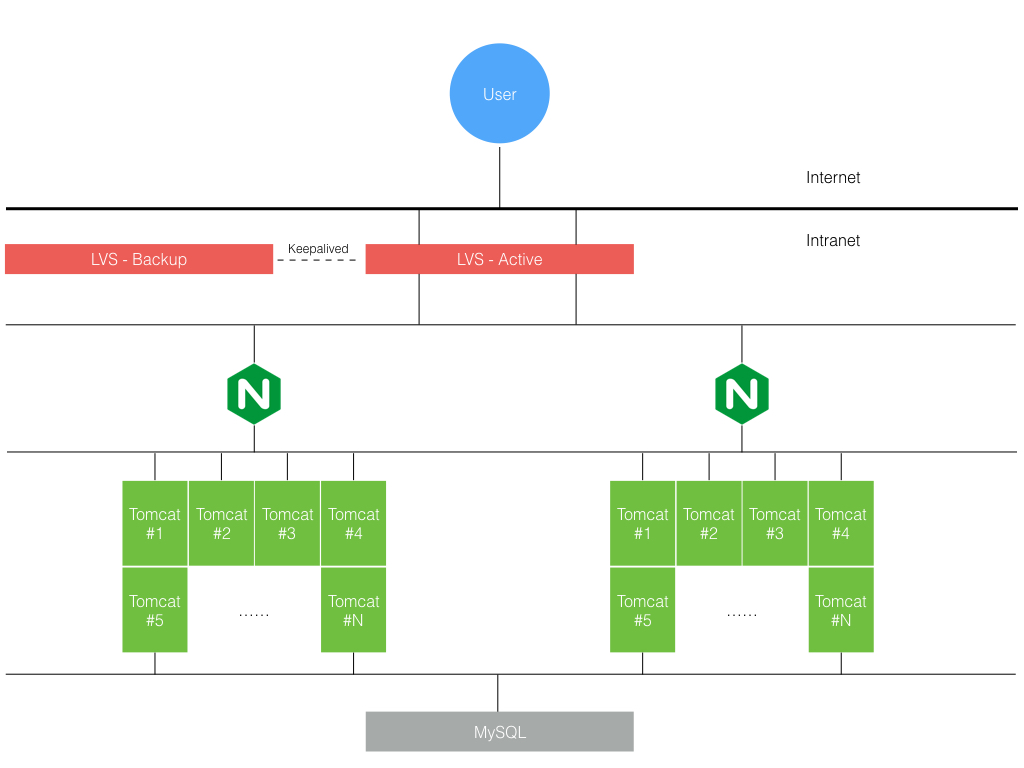 User
Internet
Intranet
Keepalived
LVS - Backup
LVS - Active
N
N
Tomcat
#1
Tomcat
#2
Tomcat
#3
Tomcat
#4
Tomcat
#5
......
Tomcat
#N
Tomcat
#1
Tomcat
#2
Tomcat
#3
Tomcat
#4
Tomcat
#5
......
Tomcat
#N
MySQL